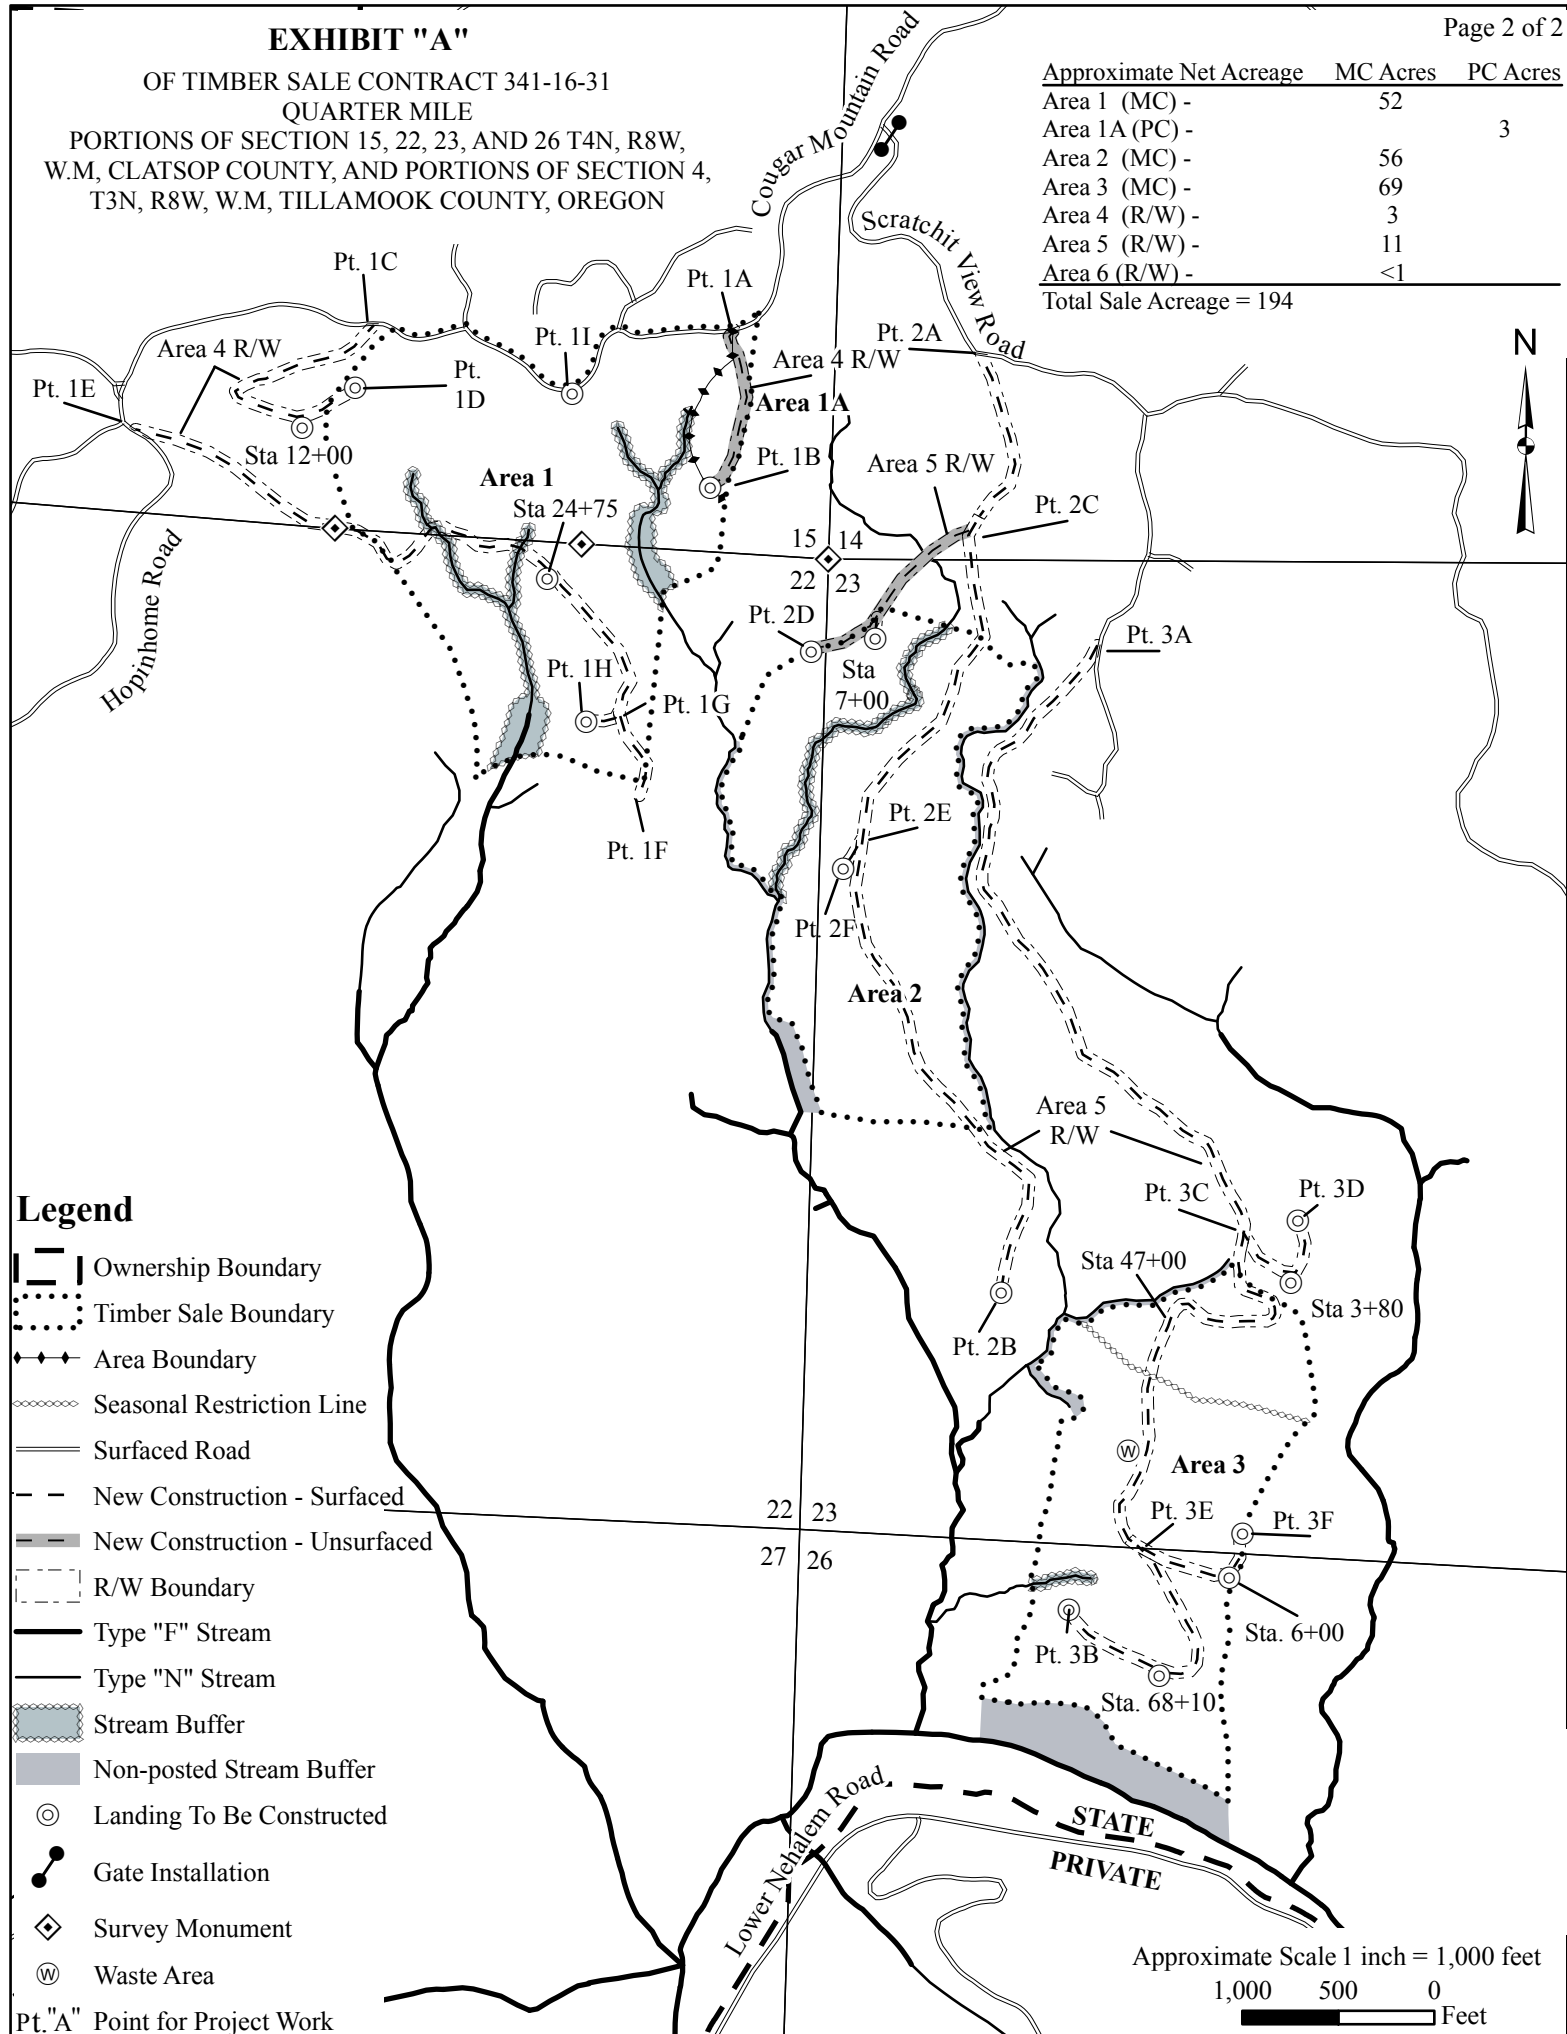 Page 2 of 2
EXHIBIT "A"
OF TIMBER SALE CONTRACT 341-16-31
QUARTER MILE
PORTIONS OF SECTION 15, 22, 23, AND 26 T4N, R8W,
W.M, CLATSOP COUNTY, AND PORTIONS OF SECTION 4,
T3N, R8W, W.M, TILLAMOOK COUNTY, OREGON
Approximate Net Acreage MC Acres PC Acres
Area 1 (MC) - 52
Area 1A (PC) - 3
Area 2 (MC) - 56
Area 3 (MC) - 69
Area 4 (R/W) - 3
Area 5 (R/W) - 11
Area 6 (R/W) - <1
Total Sale Acreage = 194
Cougar Mountain Road
Scratchit View Road
N
Pt. 1C
Pt. 1A
Pt. 1I
Pt. 2A
Area 4 R/W
Area 4 R/W
Pt.
1D
Pt. 1E
Area 1A
Sta 12+00
Pt. 1B
Area 5 R/W
Area 1
Sta 24+75
Pt. 2C
15 14
22 23
Hopinhome Road
Pt. 2D
Pt. 3A
Pt. 1H
Sta
7+00
Pt. 1G
Pt. 2E
Pt. 1F
Pt. 2F
Area 2
Area 5
R/W
Pt. 3C
Pt. 3D
Sta 47+00
Sta 3+80
Pt. 2B
W
Area 3
22 23
27 26
Pt. 3E
Pt. 3F
Sta. 6+00
Pt. 3B
Sta. 68+10
Lower Nehalem Road
STATE
PRIVATE
Legend
Ownership Boundary
Timber Sale Boundary
Area Boundary
Seasonal Restriction Line
Surfaced Road
New Construction - Surfaced
New Construction - Unsurfaced
R/W Boundary
Type "F" Stream
Type "N" Stream
Stream Buffer
Non-posted Stream Buffer
Landing To Be Constructed
Gate Installation
Survey Monument
W Waste Area
Pt."A" Point for Project Work
Approximate Scale 1 inch = 1,000 feet
1,000 500 0
Feet